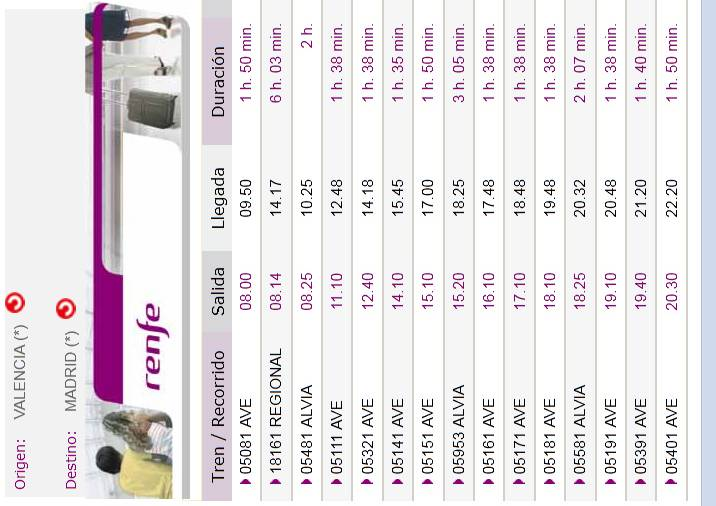 Origen: VALENCIA (*)
Destino: MADRID (*)
renfe
Tren / Recorrido Salida Llegada Duración
05081 AVE 08.00 09.50 1 h. 50 min.
18161 REGIONAL 08.14 14.17 6 h. 03 min.
05481 ALVIA 08.25 10.25 2 h.
05111 AVE 11.10 12.48 1 h. 38 min.
05321 AVE 12.40 14.18 1 h. 38 min.
05141 AVE 14.10 15.45 1 h. 35 min.
05151 AVE 15.10 17.00 1 h. 50 min.
05953 ALVIA 15.20 18.25 3 h. 05 min.
05161 AVE 16.10 17.48 1 h. 38 min.
05171 AVE 17.10 18.48 1 h. 38 min.
05181 AVE 18.10 19.48 1 h. 38 min.
05581 ALVIA 18.25 20.32 2 h. 07 min.
05191 AVE 19.10 20.48 1 h. 38 min.
05391 AVE 19.40 21.20 1 h. 40 min.
05401 AVE 20.30 22.20 1 h. 50 min.